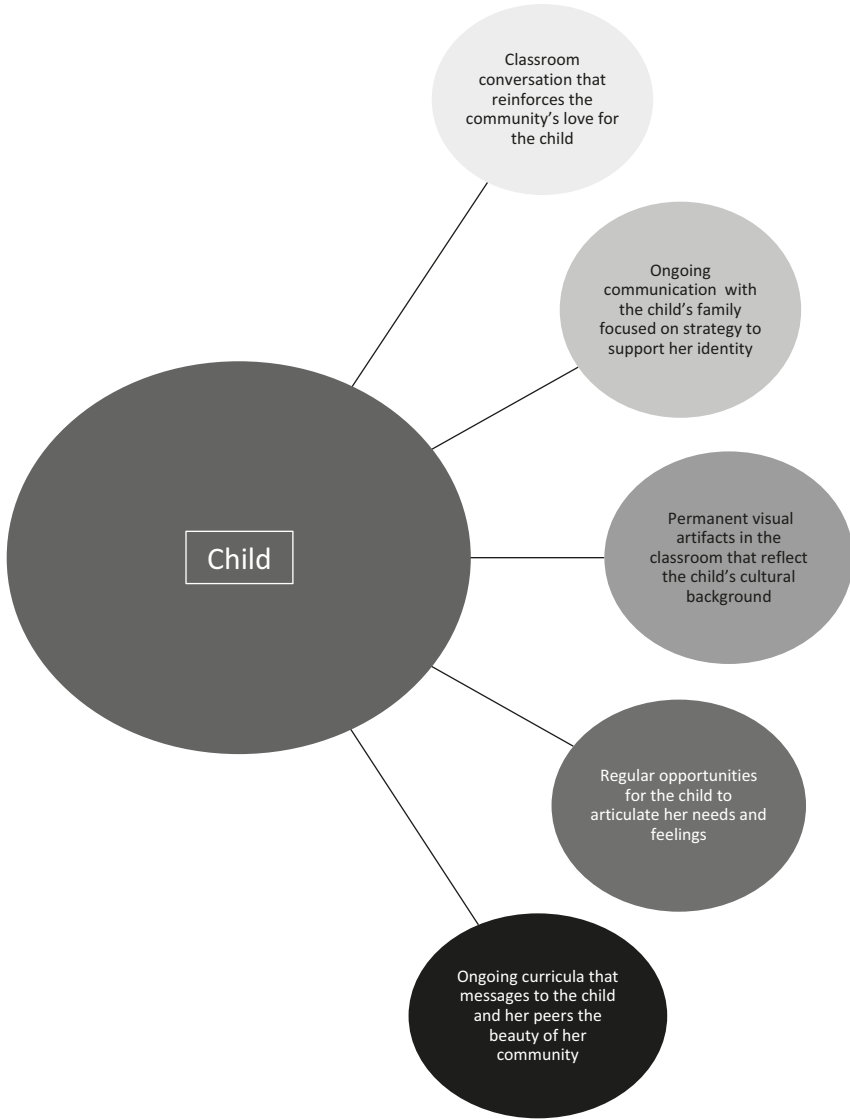 Classroom
conversation that
reinforces the
community’s love for
the child
Ongoing
communication with
the child’s family
focused on strategy to
support her identity
Child
Permanent visual
artifacts in the
classroom that reflect
the child’s cultural
background
Regular opportunities
for the child to
articulate her needs and
feelings
Ongoing curricula that
messages to the child
and her peers the
beauty of her
community